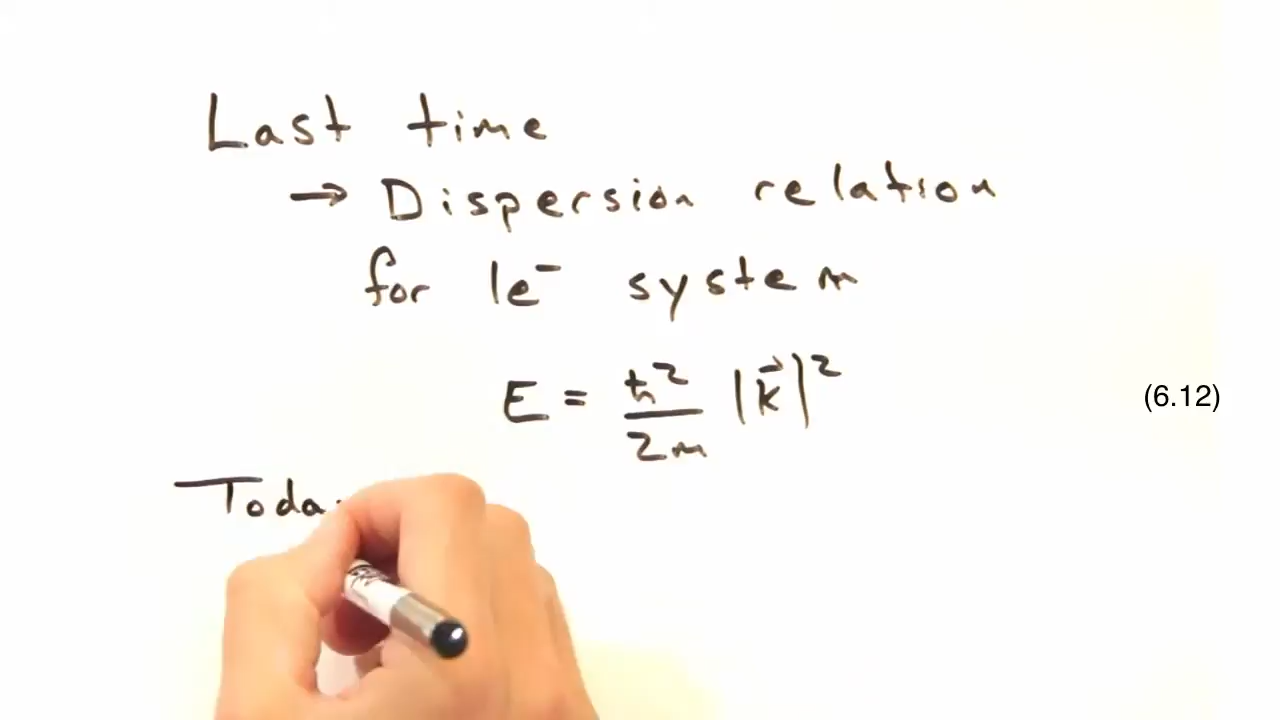 Last time
→ Dispersion relation
for 1e⁻ system
E = ħ²/2m |k⃗|² (6.12)